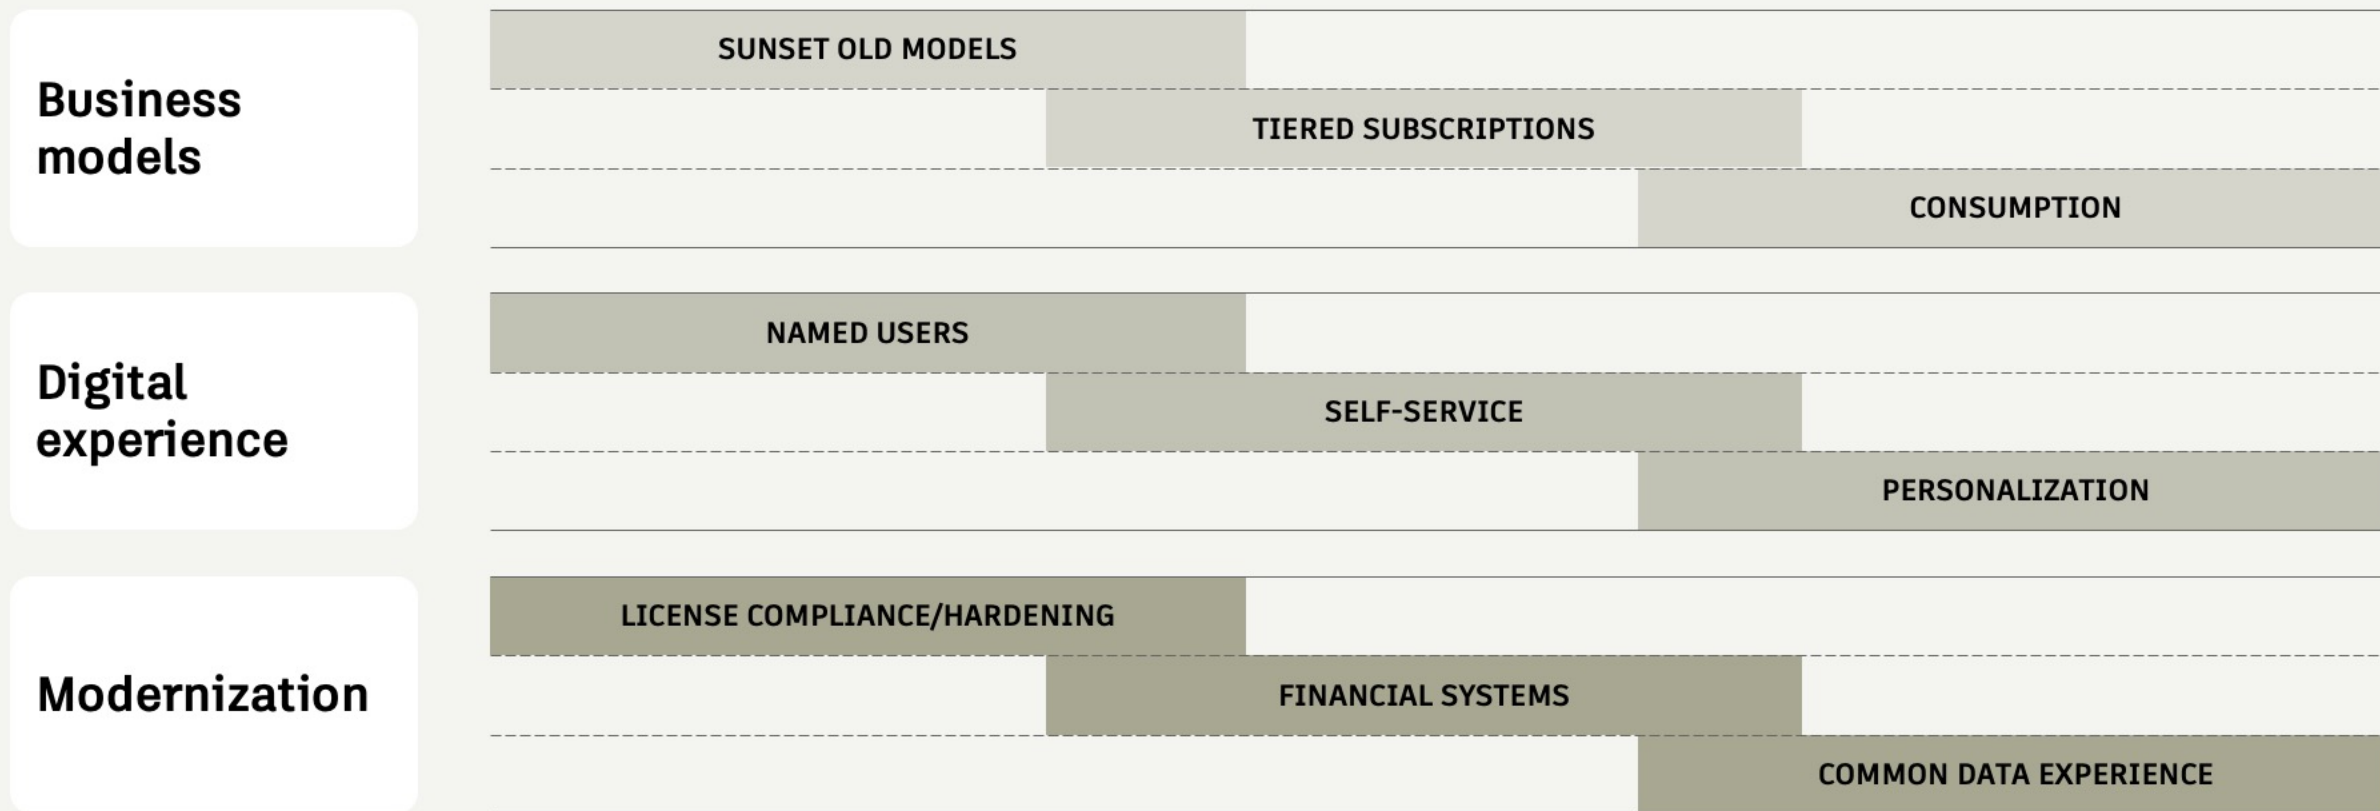 Business
models
SUNSET OLD MODELS
TIERED SUBSCRIPTIONS
CONSUMPTION
Digital
experience
NAMED USERS
SELF-SERVICE
PERSONALIZATION
Modernization
LICENSE COMPLIANCE/HARDENING
FINANCIAL SYSTEMS
COMMON DATA EXPERIENCE